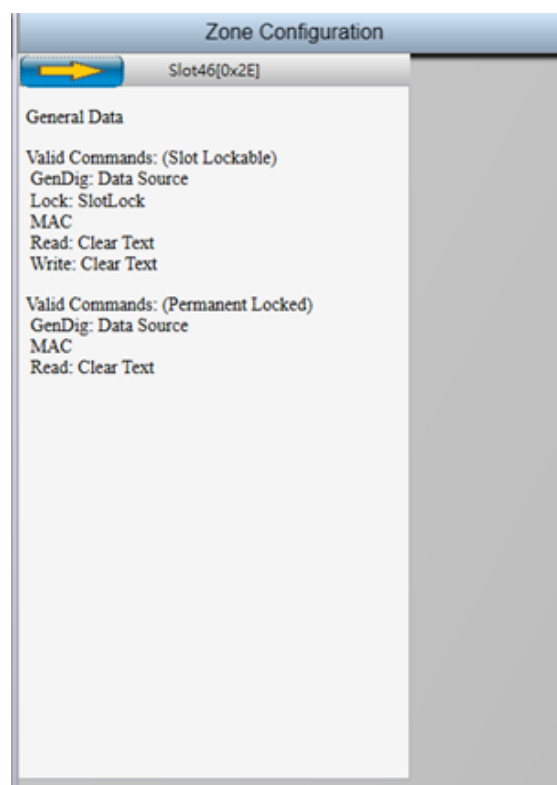 Zone Configuration
Slot46[0x2E]
General Data
Valid Commands: (Slot Lockable)
GenDig: Data Source
Lock: SlotLock
MAC
Read: Clear Text
Write: Clear Text
Valid Commands: (Permanent Locked)
GenDig: Data Source
MAC
Read: Clear Text